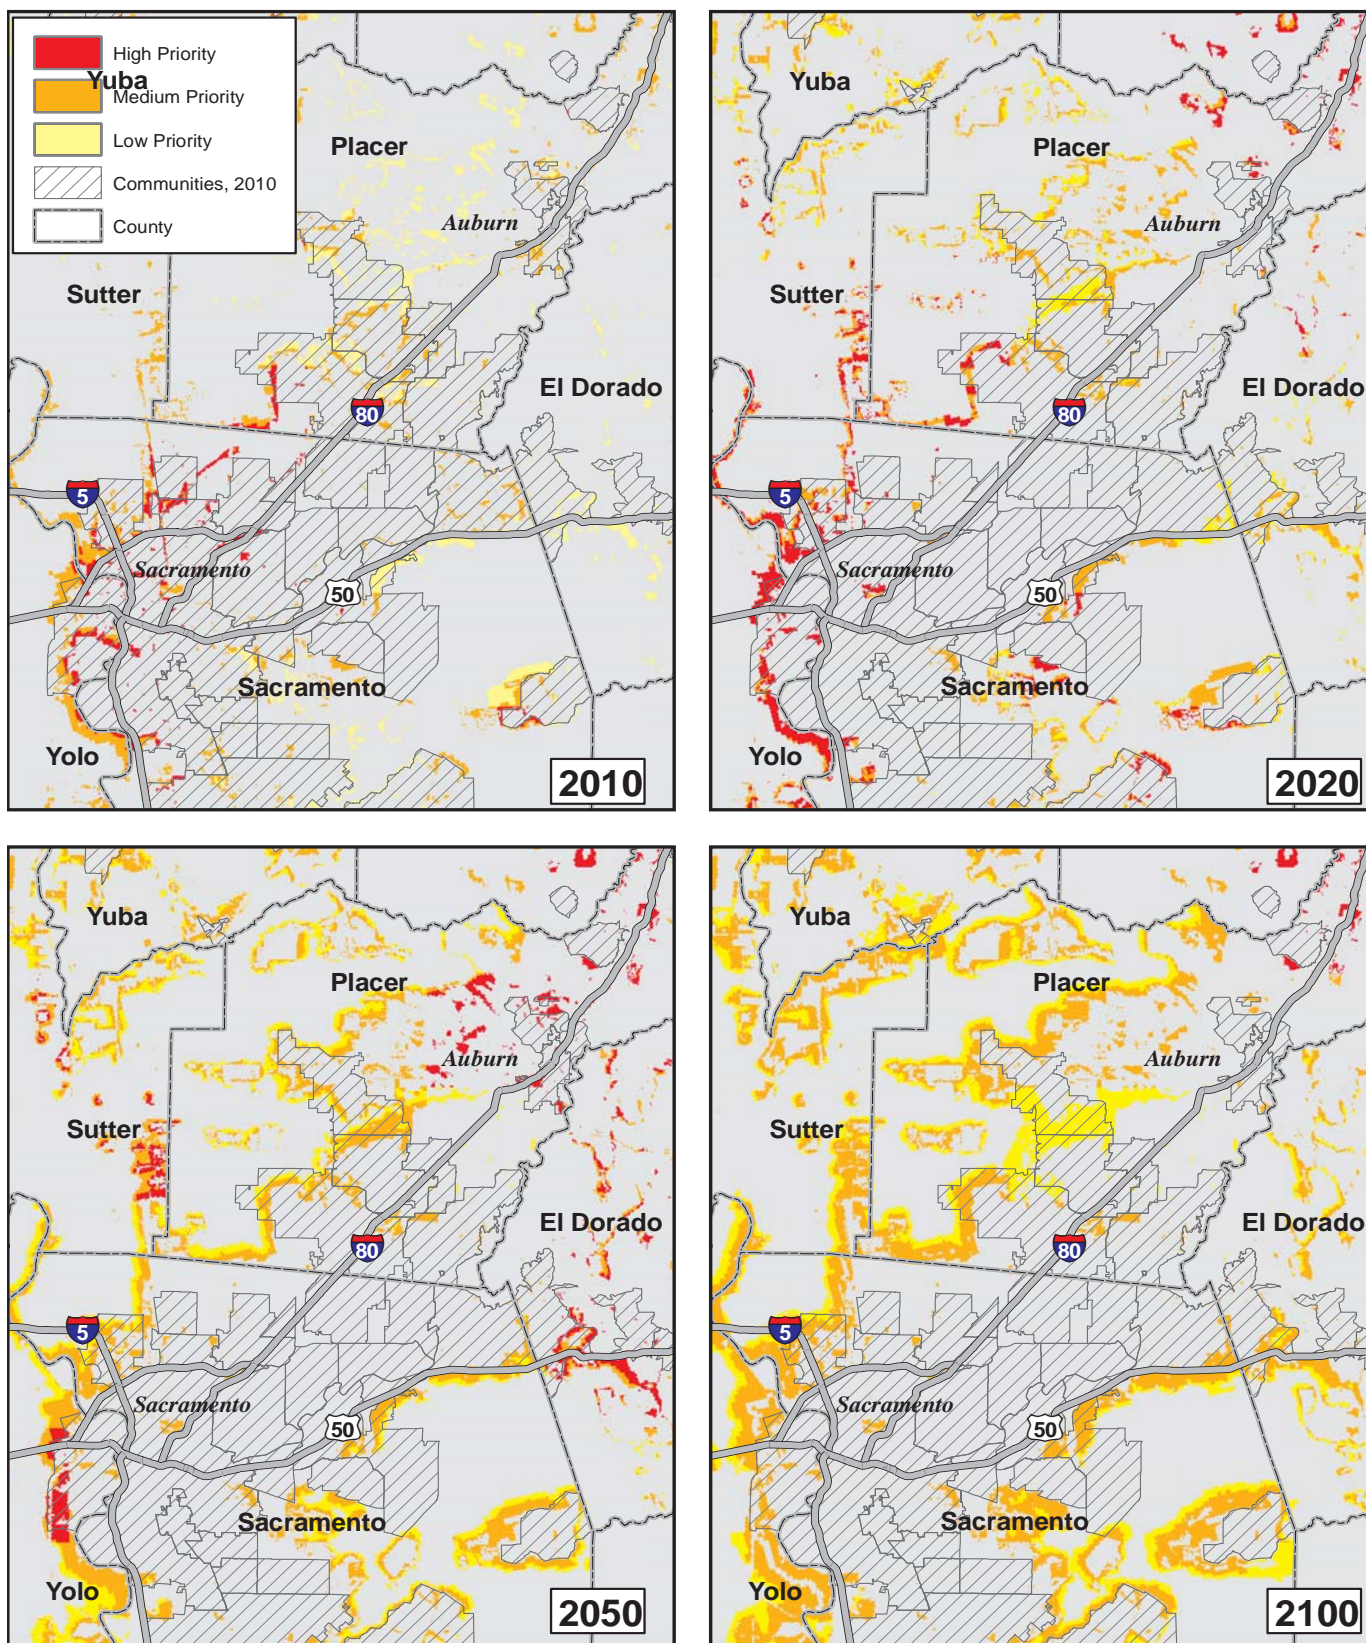 High Priority
Yuba
Medium Priority
Low Priority
Communities, 2010
County
Placer
Auburn
Sutter
El Dorado
80
5
Sacramento
50
Sacramento
Yolo
2010
Yuba
Placer
Auburn
Sutter
El Dorado
80
5
Sacramento
50
Sacramento
Yolo
2020
Yuba
Placer
Auburn
Sutter
El Dorado
80
5
Sacramento
50
Sacramento
Yolo
2050
Yuba
Placer
Auburn
Sutter
El Dorado
80
5
Sacramento
50
Sacramento
Yolo
2100